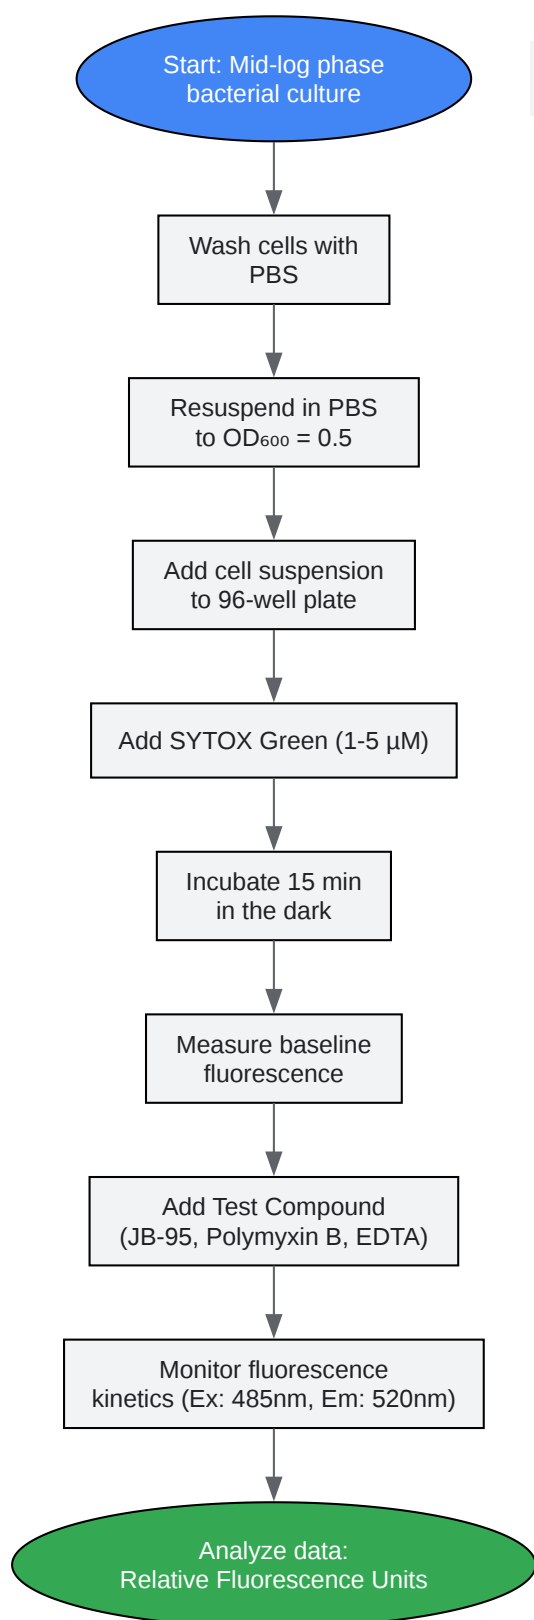 Start: Mid-log phase
bacterial culture
Wash cells with
PBS
Resuspend in PBS
to OD₆₀₀ = 0.5
Add cell suspension
to 96-well plate
Add SYTOX Green (1-5 µM)
Incubate 15 min
in the dark
Measure baseline
fluorescence
Add Test Compound
(JB-95, Polymyxin B, EDTA)
Monitor fluorescence
kinetics (Ex: 485nm, Em: 520nm)
Analyze data:
Relative Fluorescence Units